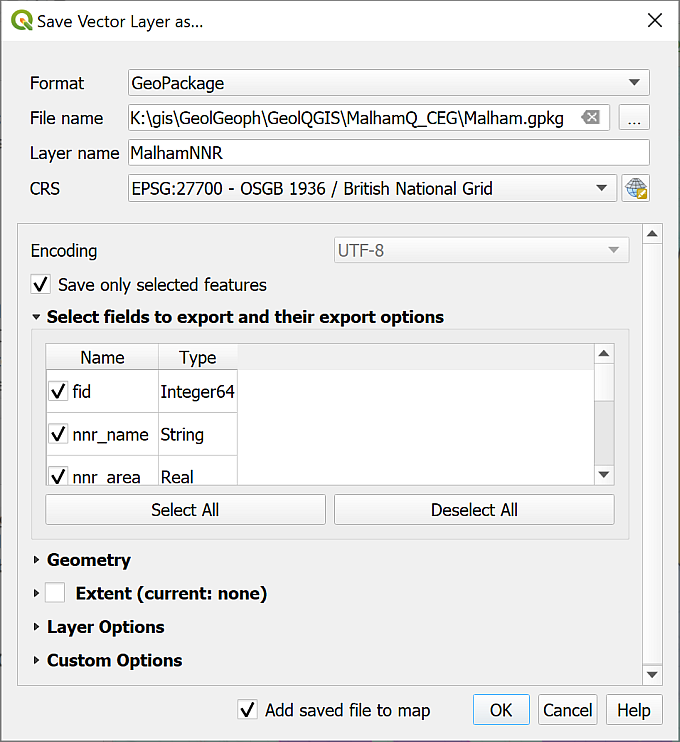 Save Vector Layer as...
Format GeoPackage
File name K:\gis\GeolGeoph\GeolQGIS\MalhamQ_CEG\Malham.gpkg ...
Layer name MalhamNNR
CRS EPSG:27700 - OSGB 1936 / British National Grid
Encoding UTF-8
Save only selected features
Select fields to export and their export options
Name Type
fid Integer64
nnr_name String
nnr_area Real
Select All Deselect All
Geometry
Extent (current: none)
Layer Options
Custom Options
Add saved file to map OK Cancel Help